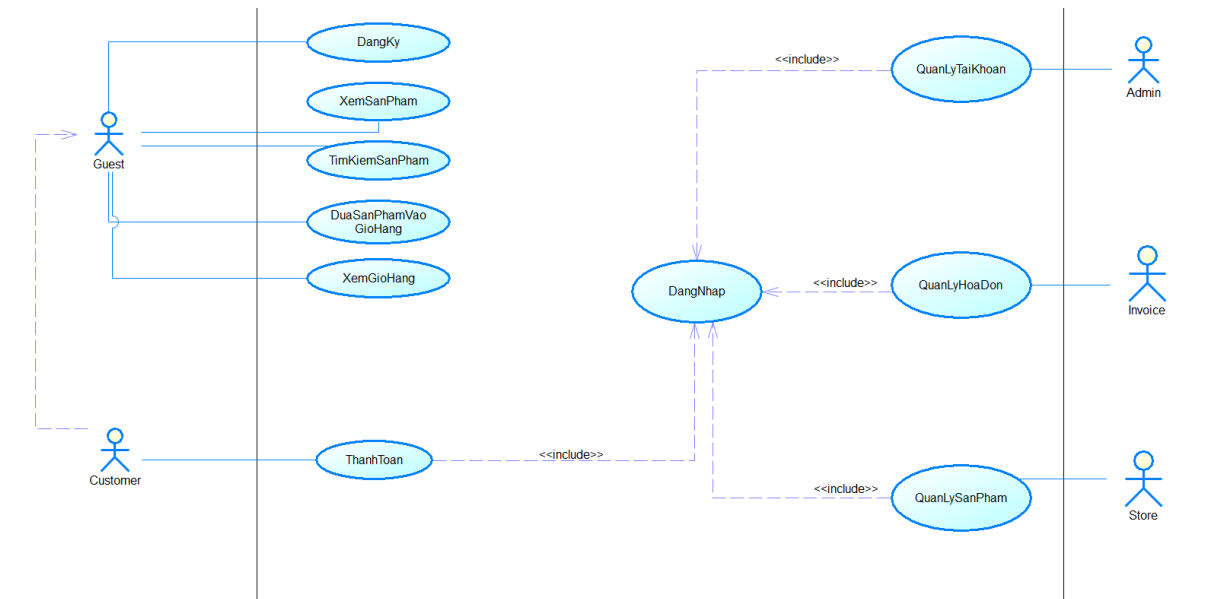 DangKy
XemSanPham
TimKiemSanPham
DuaSanPhamVao
GioHang
XemGioHang
Guest
Customer
ThanhToan
<<include>>
DangNhap
<<include>>
QuanLyTaiKhoan
Admin
<<include>>
QuanLyHoaDon
Invoice
<<include>>
QuanLySanPham
Store